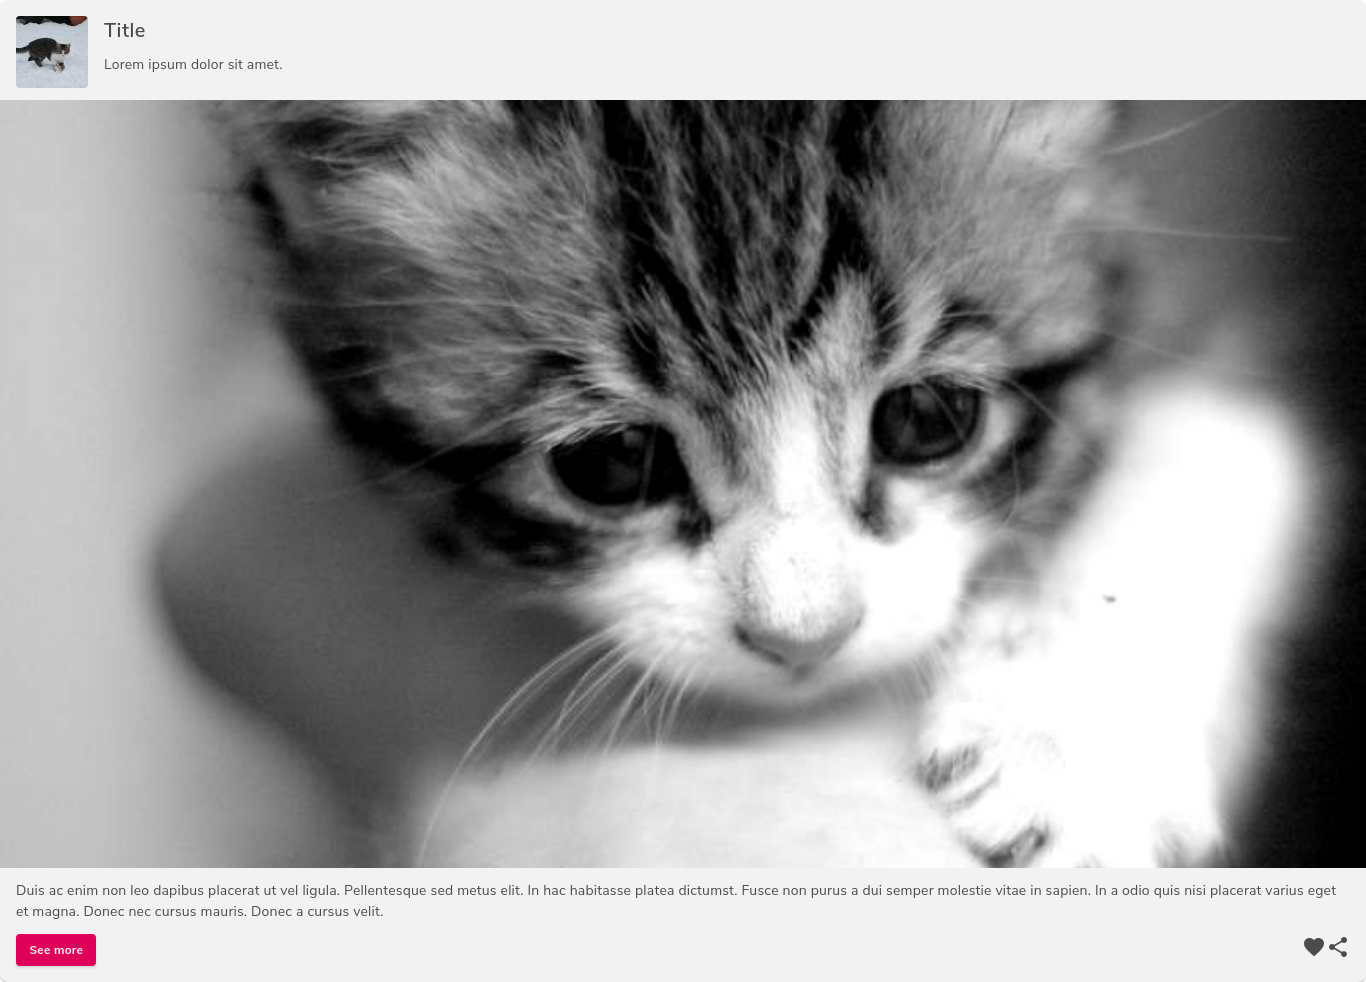 Title
Lorem ipsum dolor sit amet.
Duis ac enim non leo dapibus placerat ut vel ligula. Pellentesque sed metus elit. In hac habitasse platea dictumst. Fusce non purus a dui semper molestie vitae in sapien. In a odio quis nisi placerat varius eget
et magna. Donec nec cursus mauris. Donec a cursus velit.
See more